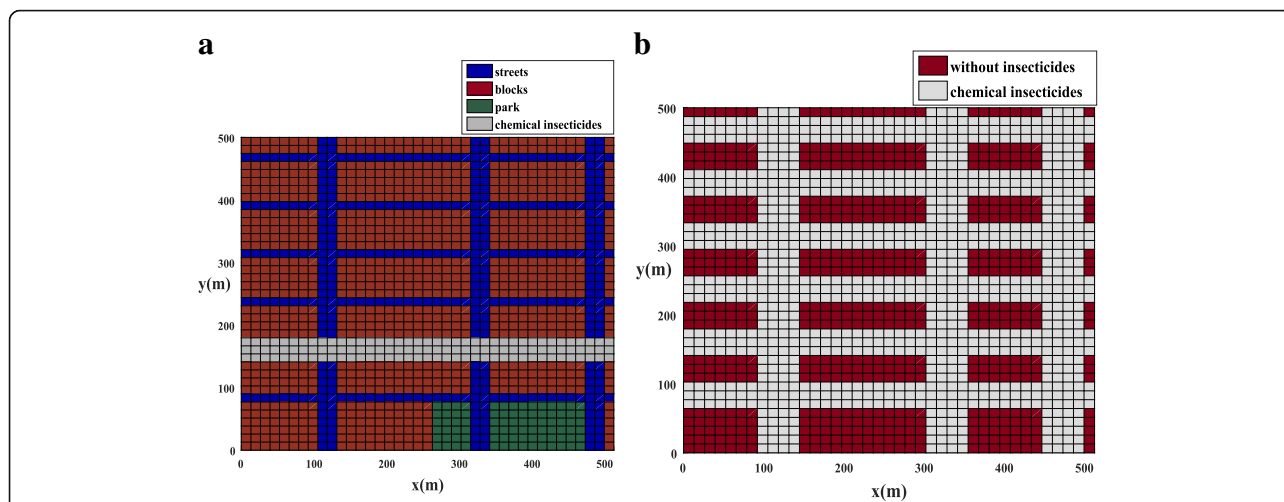 a
streets
blocks
park
chemical insecticides
500
400
300
y(m)
200
100
0
0 100 200 300 400 500
x(m)
b
without insecticides
chemical insecticides
500
400
300
y(m)
200
100
0
0 100 200 300 400 500
x(m)